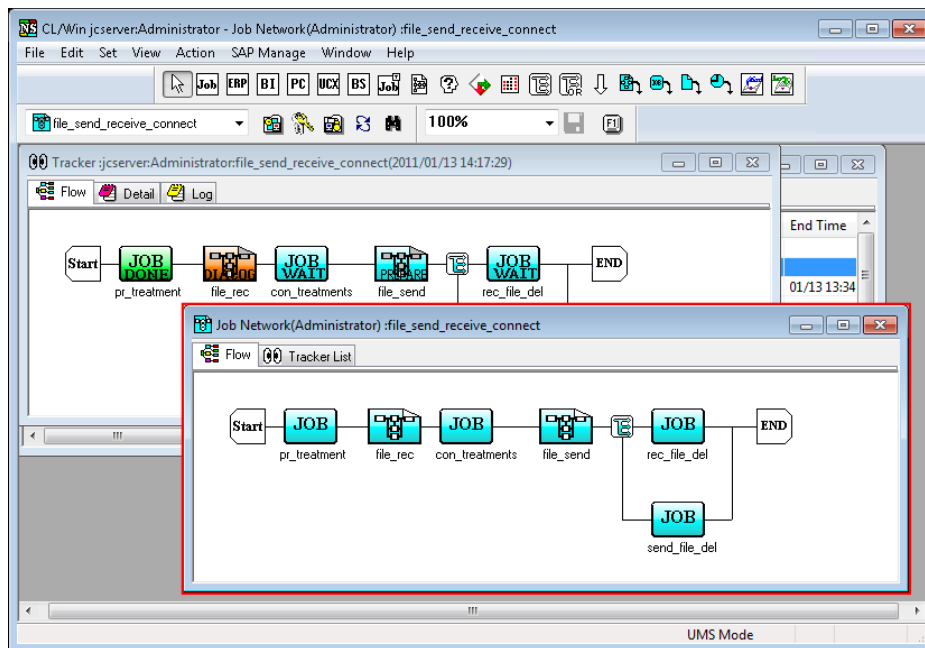 NS CL/Win jcserver:Administrator - Job Network(Administrator) :file_send_receive_connect
File Edit Set View Action SAP Manage Window Help
Job ERP BI PC UCX BS Job
file_send_receive_connect 100% F1
Tracker :jcserver:Administrator:file_send_receive_connect(2011/01/13 14:17:29)
Flow Detail Log
End Time
Start JOB DONE DIALOG JOB WAIT PREPARE JOB WAIT END
01/13 13:34
pr_treatment file_rec con_treatments file_send rec_file_del
Job Network(Administrator) :file_send_receive_connect
Flow Tracker List
Start JOB JOB JOB END
pr_treatment file_rec con_treatments file_send rec_file_del
JOB
send_file_del
UMS Mode